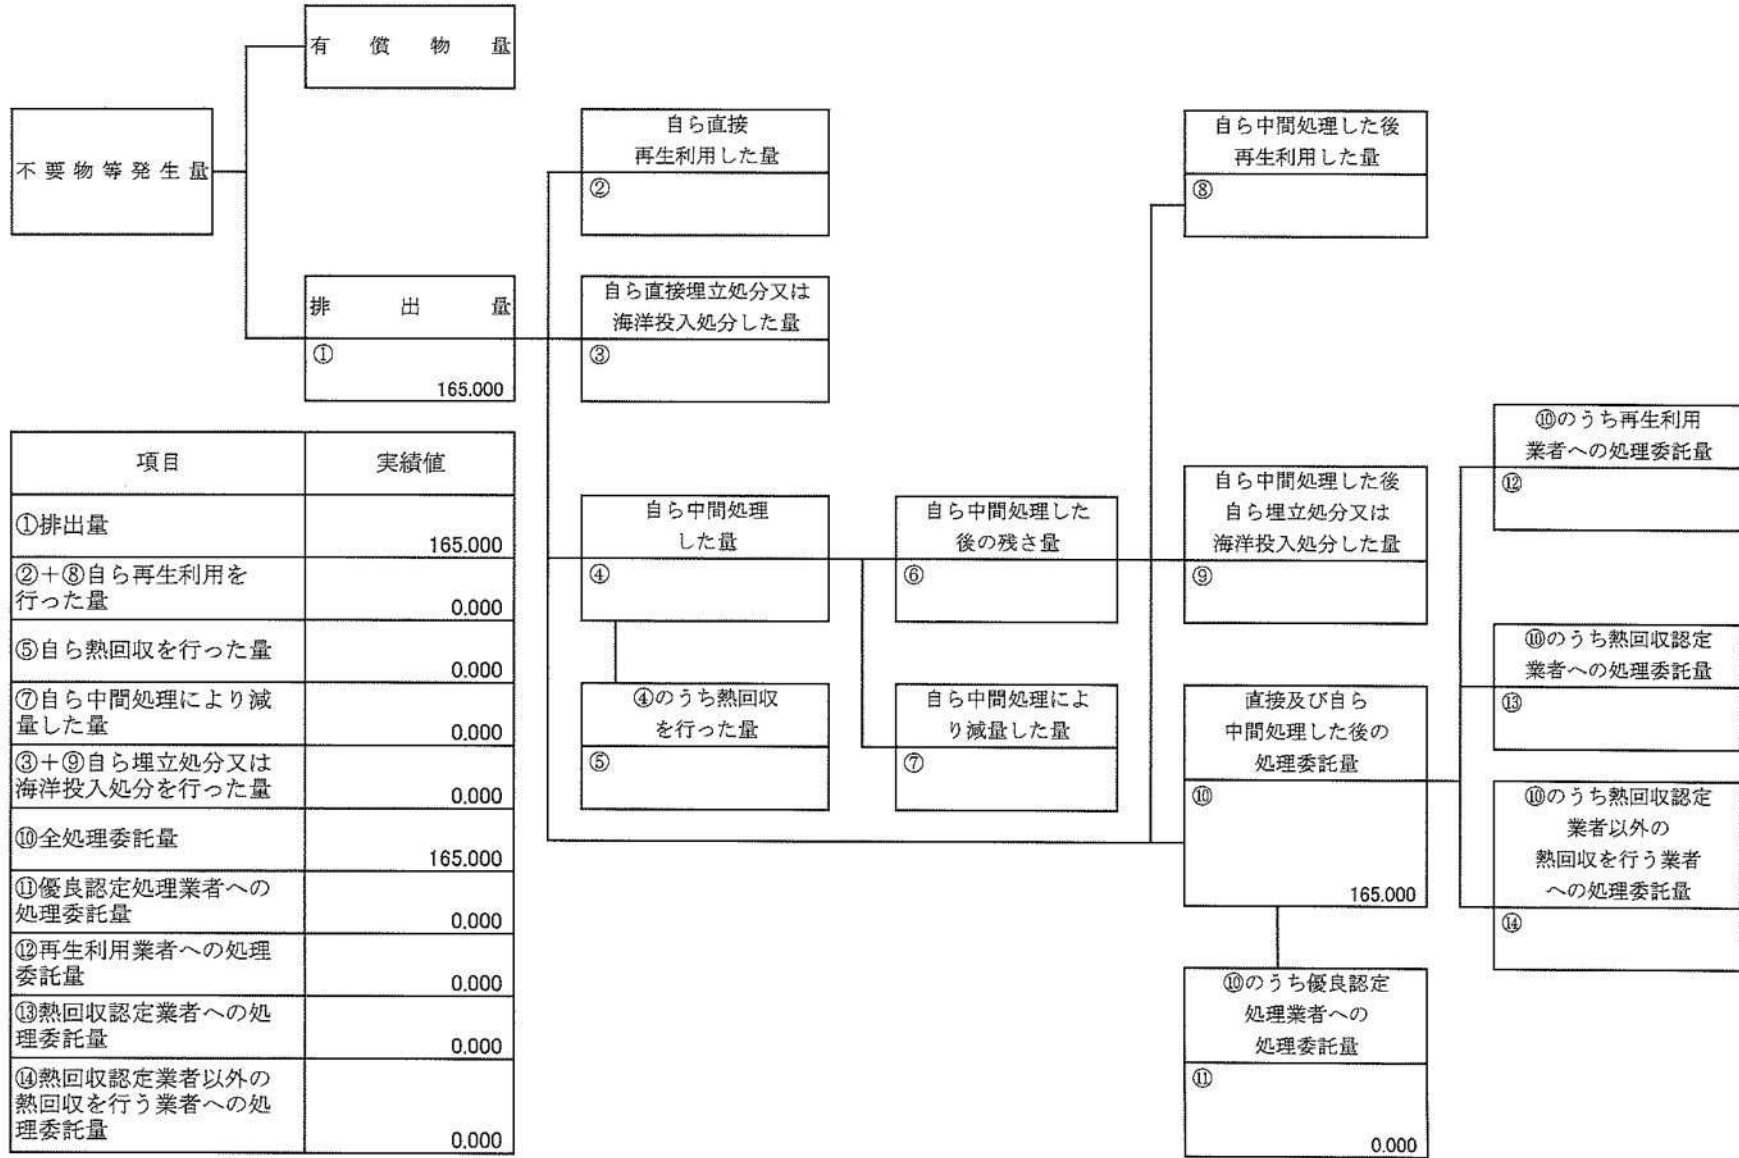 有償物量
不要物等発生量
排出量
①
165.000
自ら直接
再生利用した量
②
自ら直接埋立処分又は
海洋投入処分した量
③
自ら中間処理
した量
④
④のうち熱回収
を行った量
⑤
自ら中間処理した
後の残さ量
⑥
自ら中間処理によ
り減量した量
⑦
自ら中間処理した後
再生利用した量
⑧
自ら中間処理した後
自ら埋立処分又は
海洋投入処分した量
⑨
直接及び自ら
中間処理した後の
処理委託量
⑩
165.000
⑩のうち優良認定
処理業者への
処理委託量
⑪
0.000
⑩のうち再生利用
業者への処理委託量
⑫
⑩のうち熱回収認定
業者への処理委託量
⑬
⑩のうち熱回収認定
業者以外の
熱回収を行う業者
への処理委託量
⑭
項目 実績値
①排出量
165.000
②+⑧自ら再生利用を
行った量
0.000
⑤自ら熱回収を行った量
0.000
⑦自ら中間処理により減
量した量
0.000
③+⑨自ら埋立処分又は
海洋投入処分を行った量
0.000
⑩全処理委託量
165.000
⑪優良認定処理業者への
処理委託量
0.000
⑫再生利用業者への処理
委託量
0.000
⑬熱回収認定業者への処
理委託量
0.000
⑭熱回収認定業者以外の
熱回収を行う業者への処
理委託量
0.000